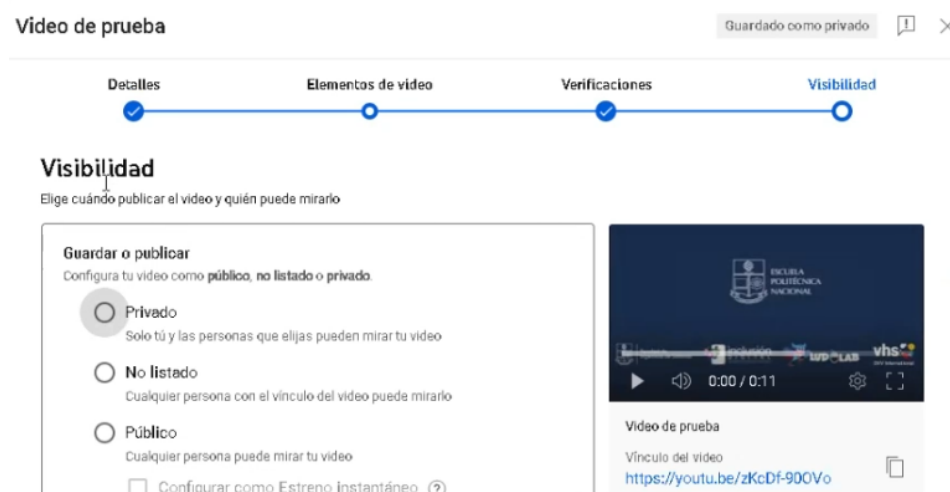 Video de prueba
Guardado como privado
Detalles
Elementos de video
Verificaciones
Visibilidad
Visibilidad
Elige cuándo publicar el video y quién puede mirarlo
Guardar o publicar
Configura tu video como público, no listado o privado.
Privado
Solo tú y las personas que elijas pueden mirar tu video
No listado
Cualquier persona con el vínculo del video puede mirarlo
Público
Cualquier persona puede mirar tu video
Configurar como Estreno instantáneo
ESCUELA
POLITÉCNICA
NACIONAL
inclusión
LUDOLAB
vhs
0:00 / 0:11
Video de prueba
Vínculo del video
https://youtu.be/zKcDf-90OVo